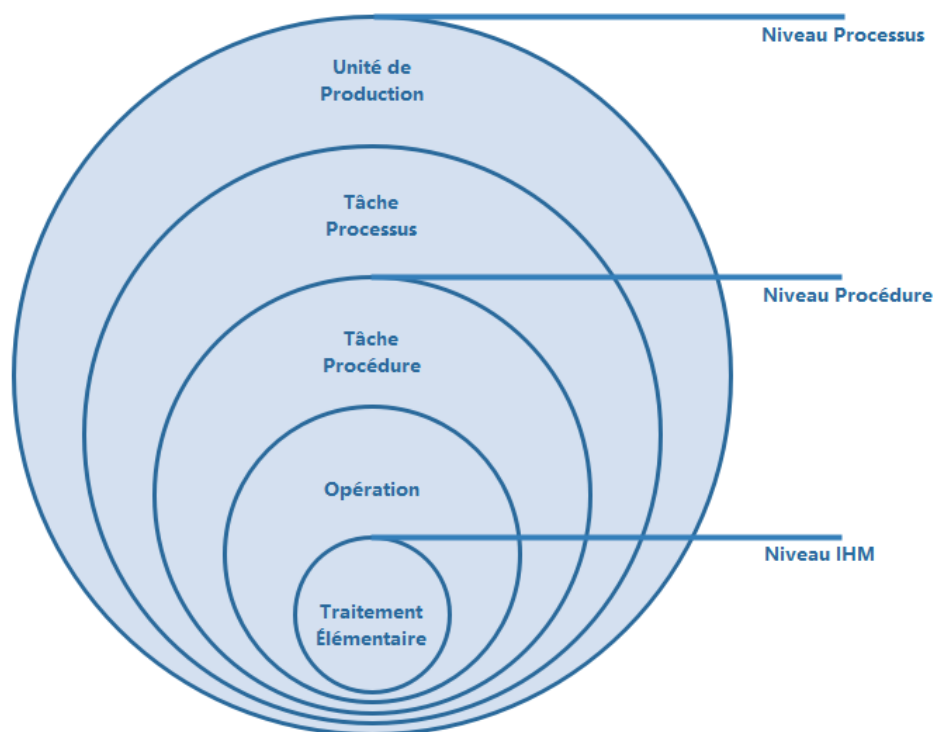 Niveau Processus
Unité de
Production
Tâche
Processus
Niveau Procédure
Tâche
Procédure
Opération
Niveau IHM
Traitement
Élémentaire